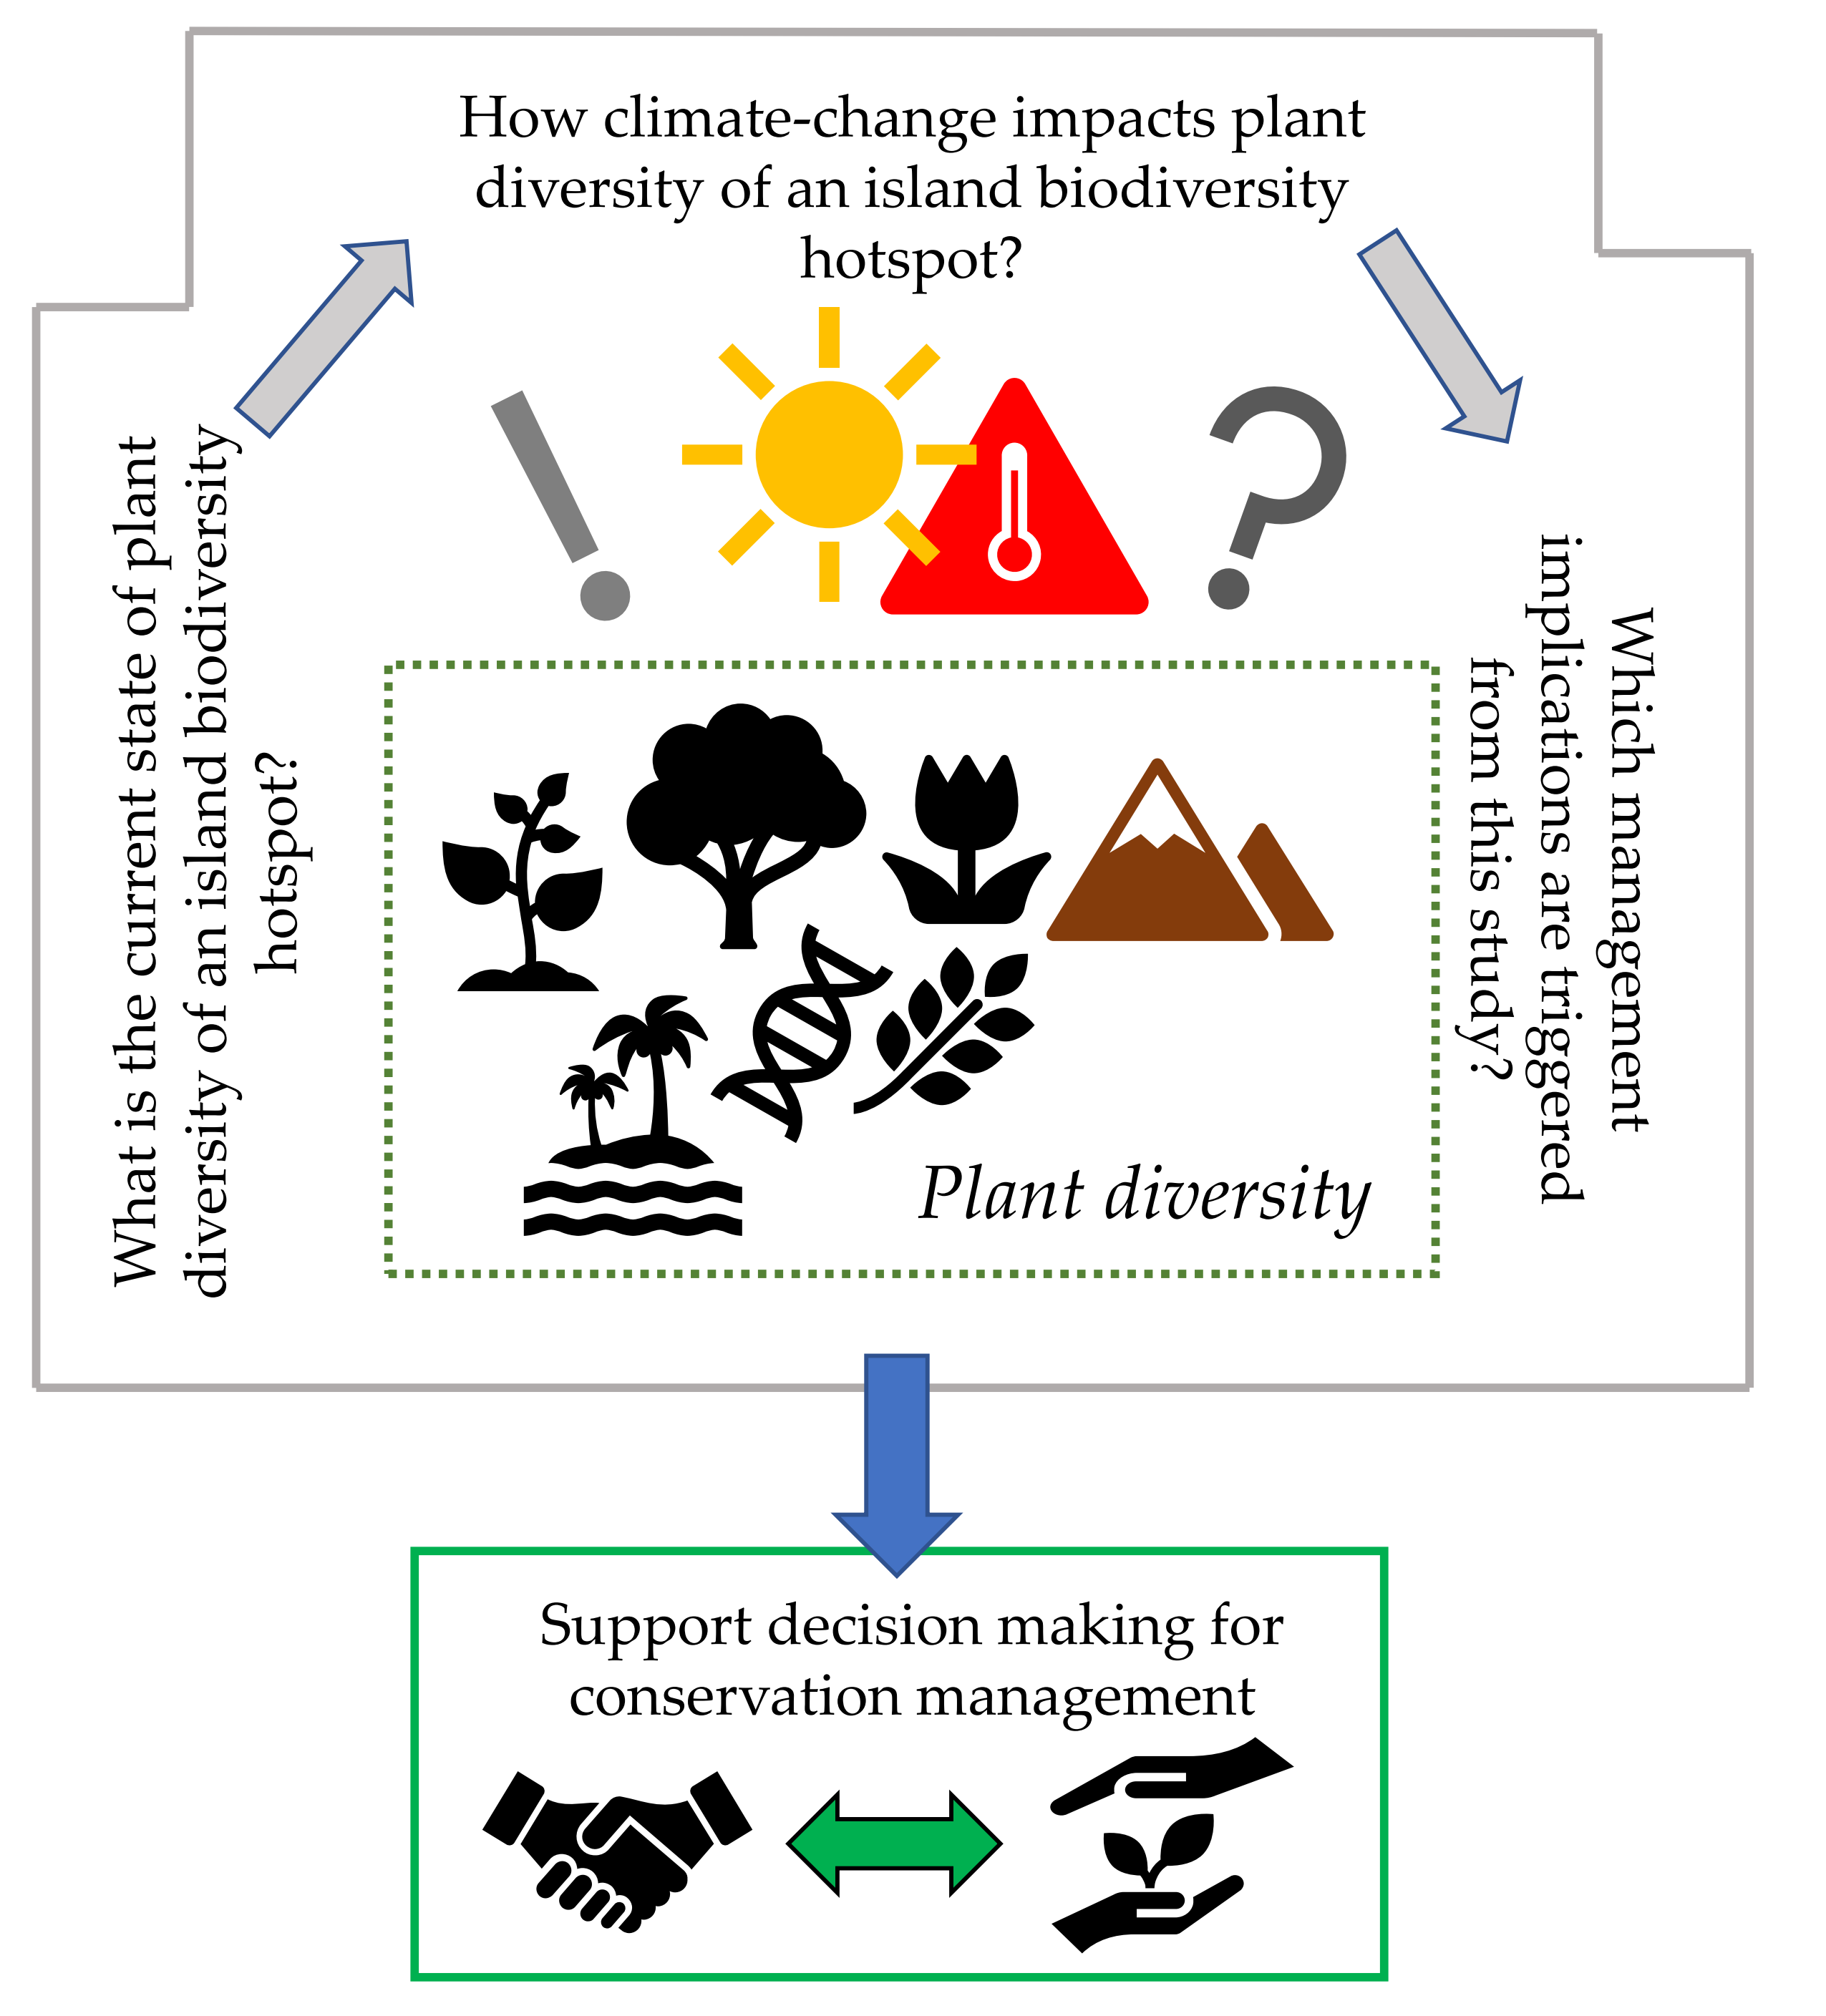 How climate-change impacts plant
diversity of an island biodiversity
hotspot?
What is the current state of plant
diversity of an island biodiversity
hotspot?
Which management
implications are triggered
from this study?
Plant diversity
Support decision making for
conservation management